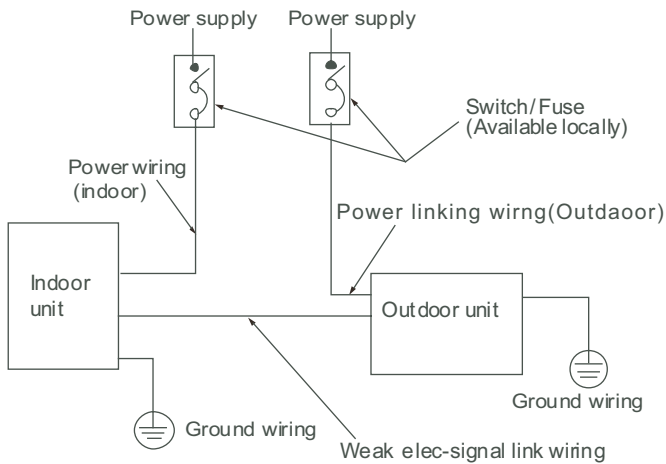 Power supply
Power supply
Switch/Fuse
(Available locally)
Power wiring
(indoor)
Power linking wirng(Outdaoor)
Indoor
unit
Outdoor unit
Ground wiring
Ground wiring
Weak elec-signal link wiring